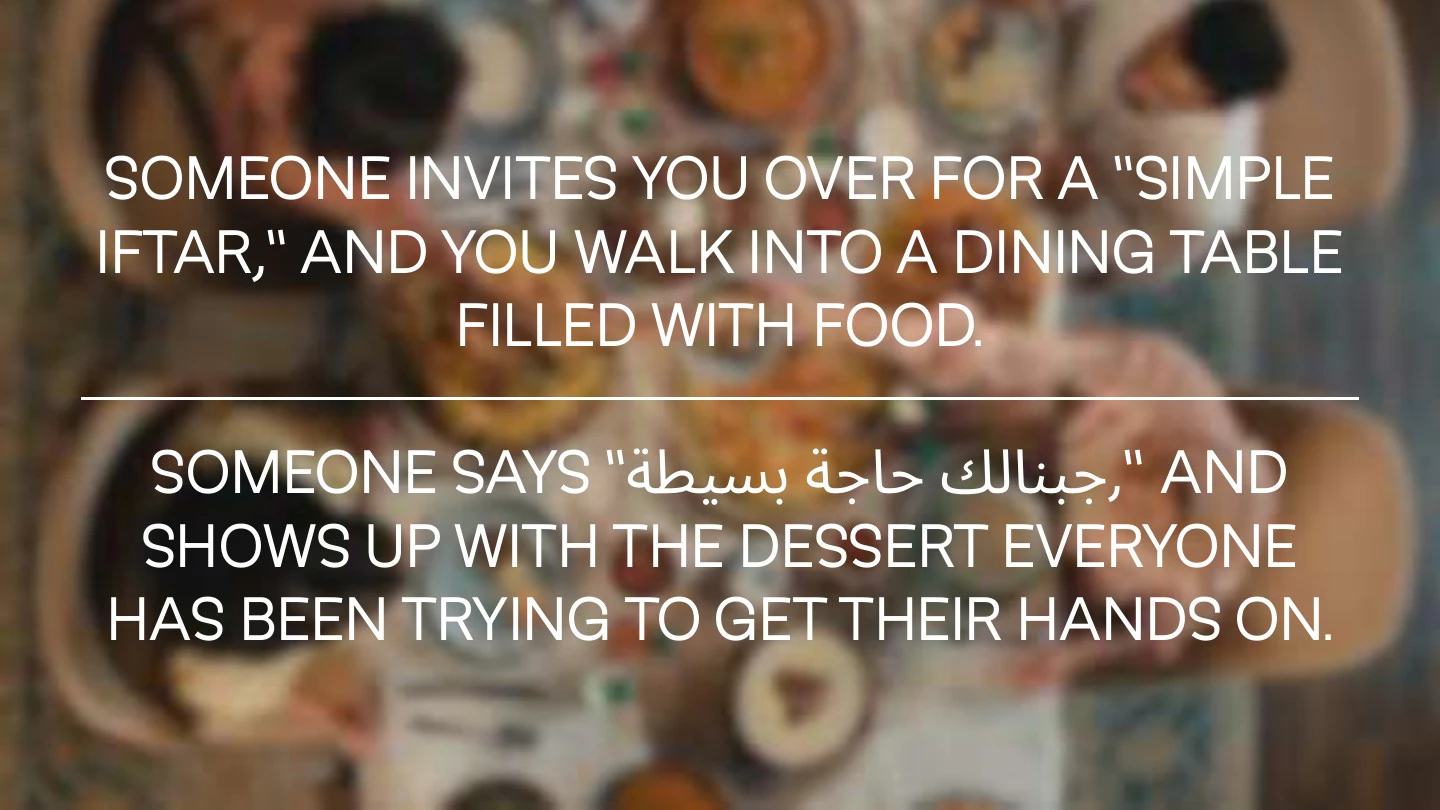 SOMEONE INVITES YOU OVER FOR A "SIMPLE
IFTAR," AND YOU WALK INTO A DINING TABLE
FILLED WITH FOOD.
SOMEONE SAYS "جبنالك حاجة بسيطة," AND
SHOWS UP WITH THE DESSERT EVERYONE
HAS BEEN TRYING TO GET THEIR HANDS ON.